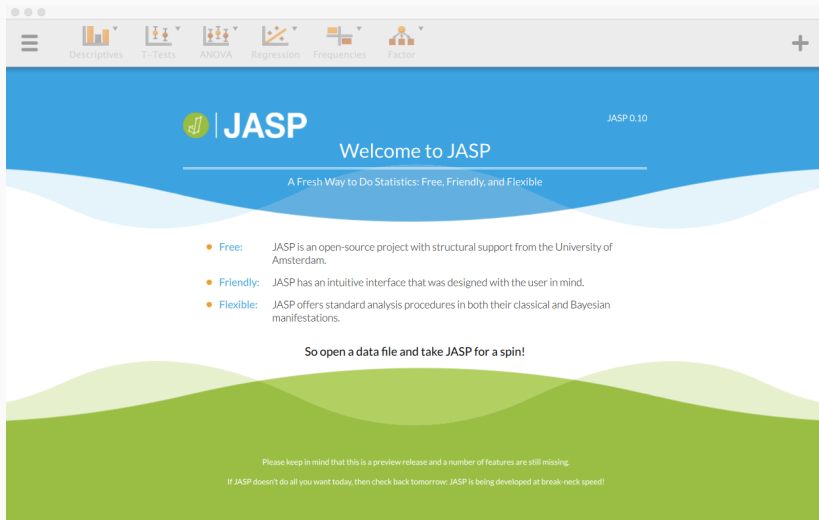 Descriptives T-Tests ANOVA Regression Frequencies Factor
JASP
JASP 0.10
Welcome to JASP
A Fresh Way to Do Statistics: Free, Friendly, and Flexible
Free: JASP is an open-source project with structural support from the University of
Amsterdam.
Friendly: JASP has an intuitive interface that was designed with the user in mind.
Flexible: JASP offers standard analysis procedures in both their classical and Bayesian
manifestations.
So open a data file and take JASP for a spin!
Please keep in mind that this is a preview release and a number of features are still missing.
If JASP doesn't do all you want today, then check back tomorrow: JASP is being developed at break-neck speed!